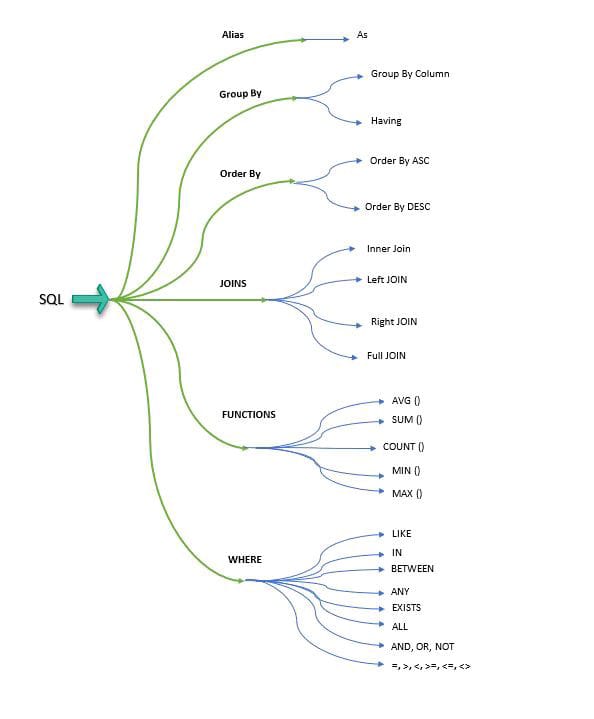 Alias
As
Group By
Group By Column
Having
Order By
Order By ASC
Order By DESC
SQL
JOINS
Inner Join
Left JOIN
Right JOIN
Full JOIN
FUNCTIONS
AVG ()
SUM ()
COUNT ()
MIN ()
MAX ()
WHERE
LIKE
IN
BETWEEN
ANY
EXISTS
ALL
AND, OR, NOT
=, >, <, >=, <=, <>